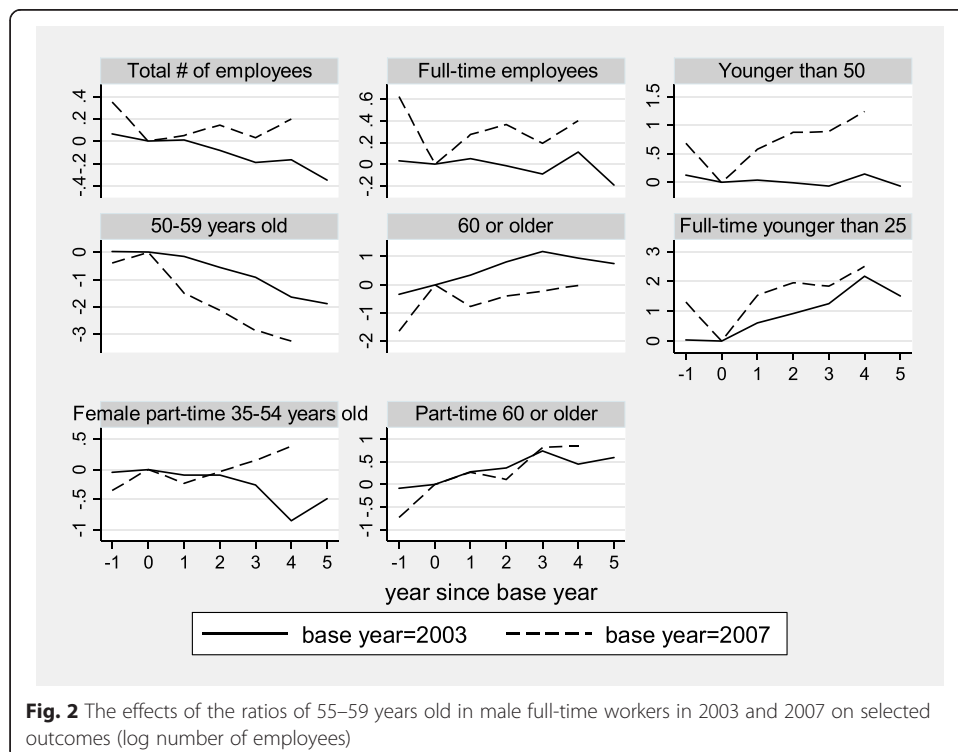 Total # of employees
Full-time employees
Younger than 50
.4
.2
0
-.2
-.4
.6
.4
.2
0
-.2
1.5
1
.5
0
50-59 years old
60 or older
Full-time younger than 25
0
-1
-2
-3
1
0
-1
-2
3
2
1
0
-1 0 1 2 3 4 5
Female part-time 35-54 years old
Part-time 60 or older
.5
0
-.5
-1
1
.5
0
-.5
-1
-1 0 1 2 3 4 5
-1 0 1 2 3 4 5
year since base year
base year=2003 base year=2007
Fig. 2 The effects of the ratios of 55–59 years old in male full-time workers in 2003 and 2007 on selected
outcomes (log number of employees)